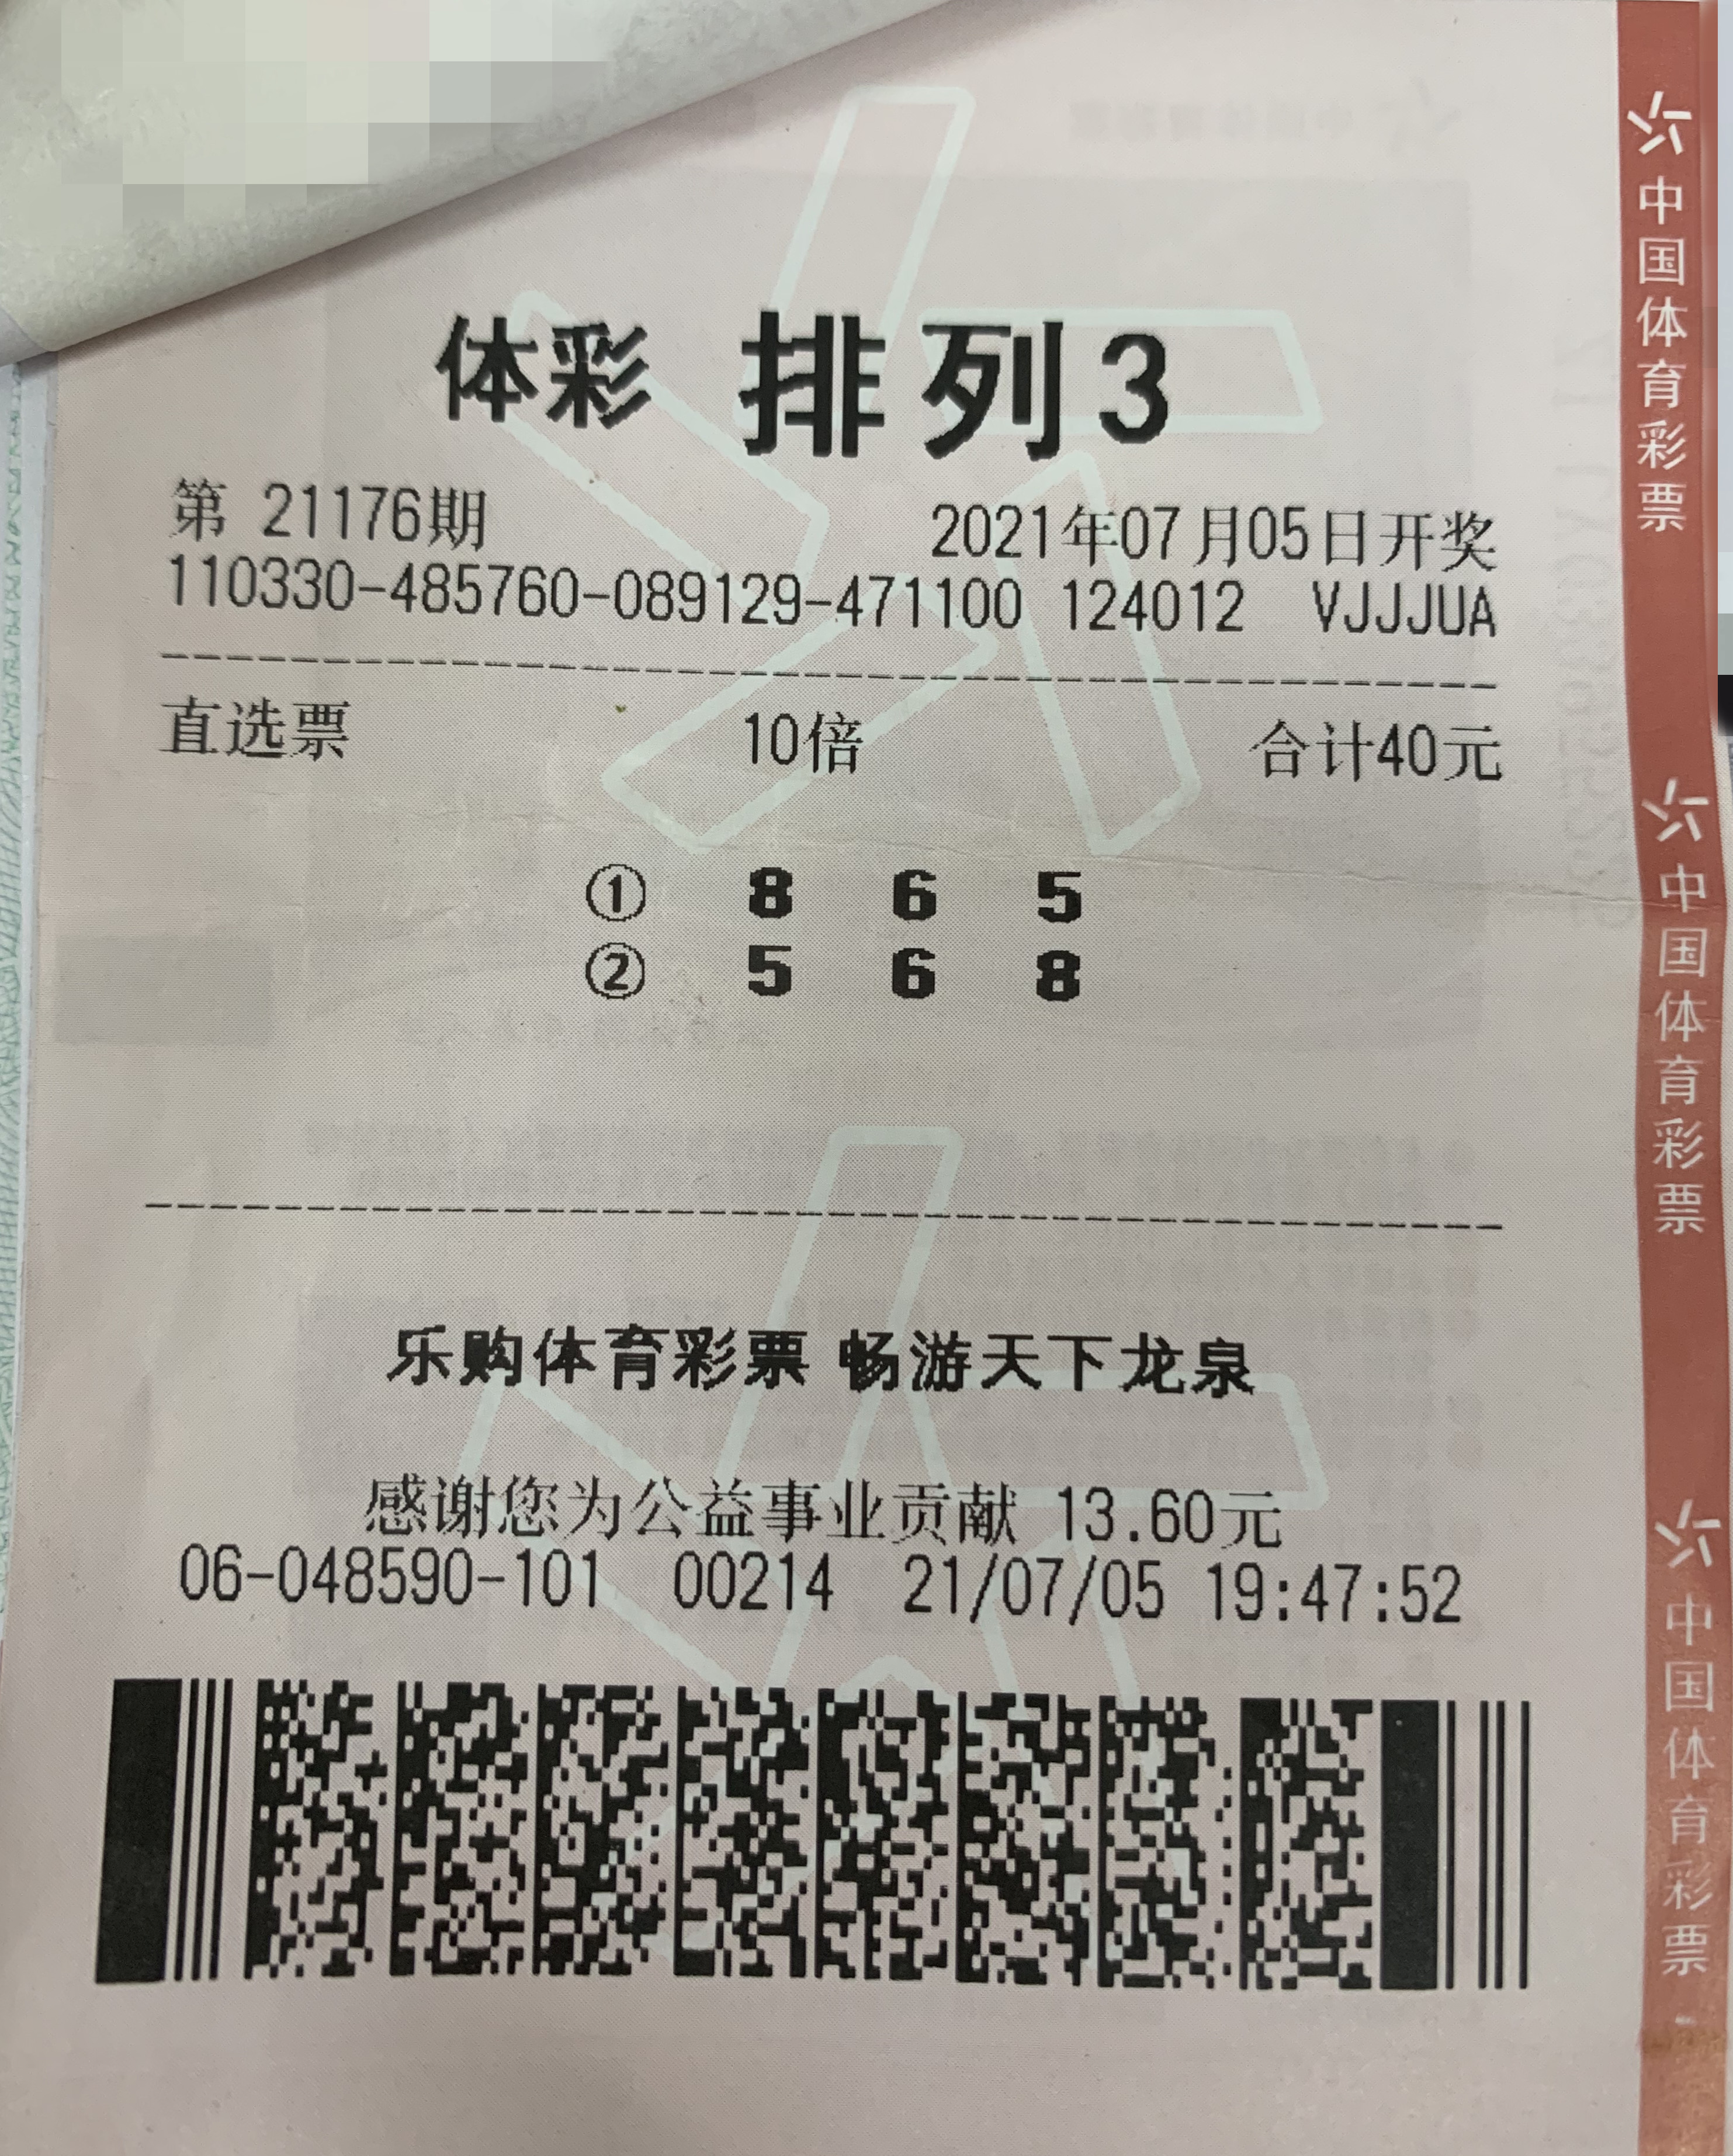 体彩 排列3
第 21176期 2021年07月05日开奖
110330-485760-089129-471100 124012 VJJJUA
直选票 10倍 合计40元
① 8 6 5
② 5 6 8
乐购体育彩票 畅游天下龙泉
感谢您为公益事业贡献 13.60元
06-048590-101 00214 21/07/05 19:47:52
中国体育彩票
中国体育彩票
中国体育彩票